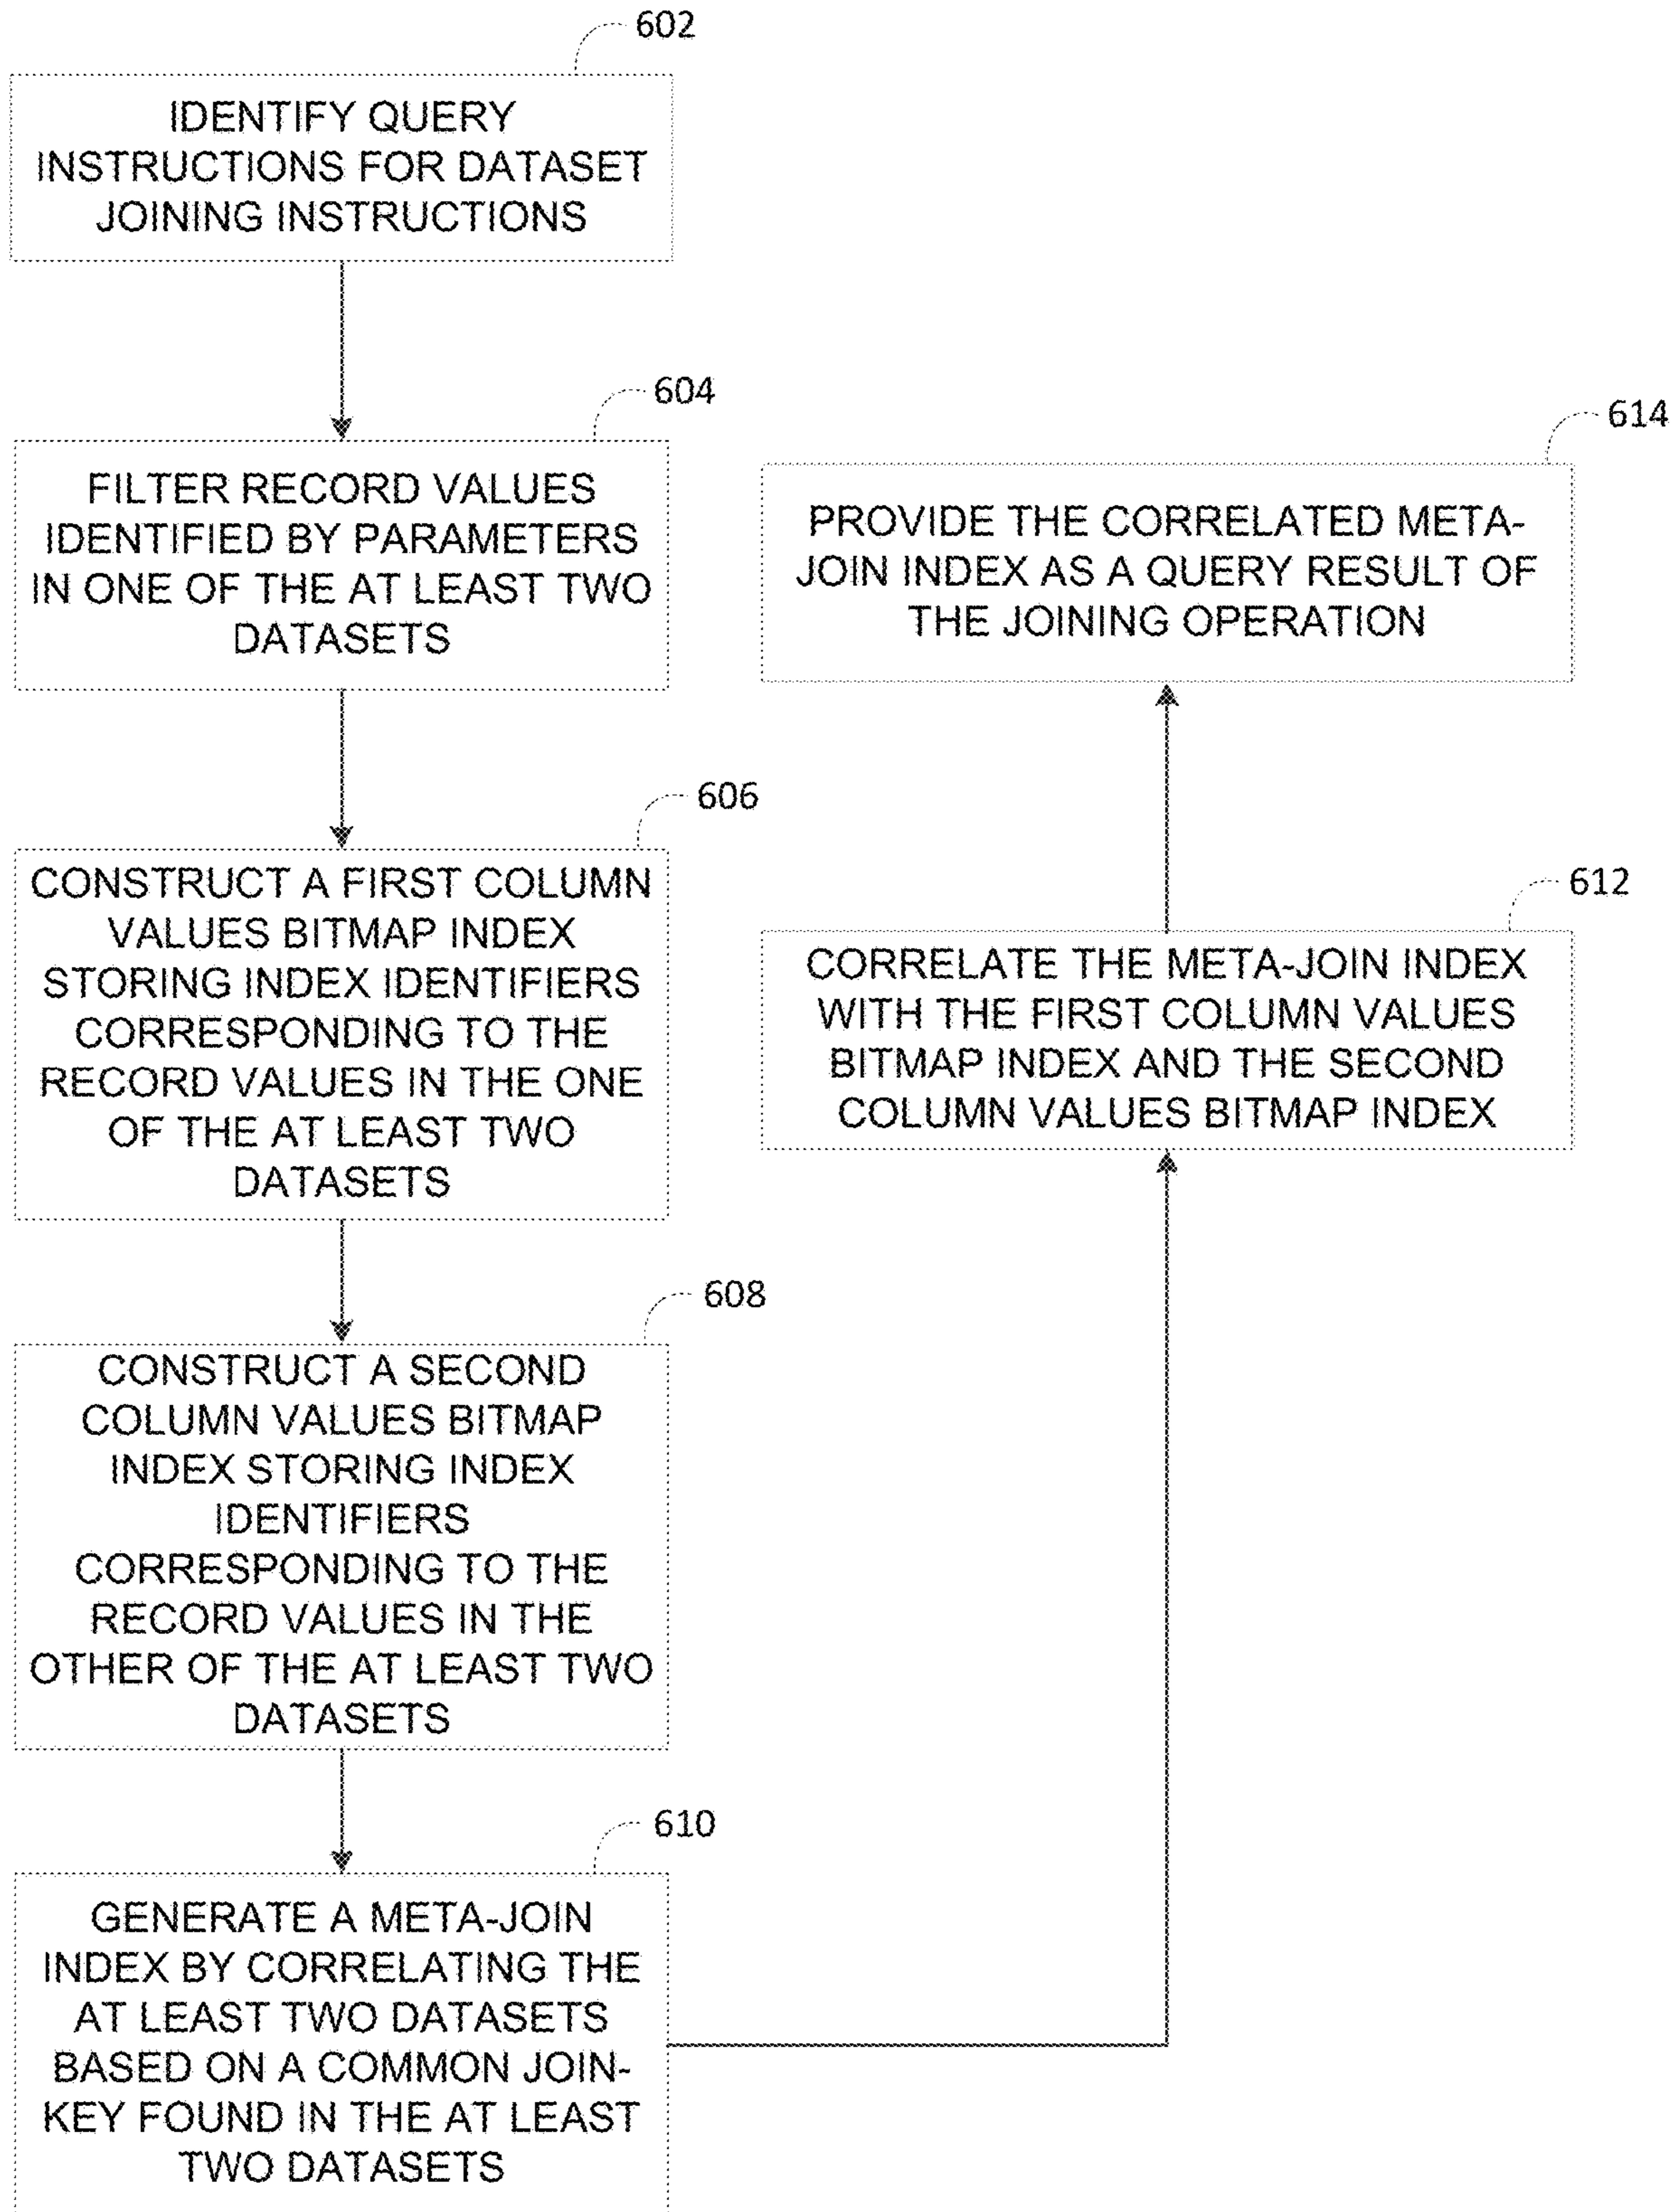 602
IDENTIFY QUERY
INSTRUCTIONS FOR DATASET
JOINING INSTRUCTIONS
604
FILTER RECORD VALUES
IDENTIFIED BY PARAMETERS
IN ONE OF THE AT LEAST TWO
DATASETS
606
CONSTRUCT A FIRST COLUMN
VALUES BITMAP INDEX
STORING INDEX IDENTIFIERS
CORRESPONDING TO THE
RECORD VALUES IN THE ONE
OF THE AT LEAST TWO
DATASETS
608
CONSTRUCT A SECOND
COLUMN VALUES BITMAP
INDEX STORING INDEX
IDENTIFIERS
CORRESPONDING TO THE
RECORD VALUES IN THE
OTHER OF THE AT LEAST TWO
DATASETS
610
GENERATE A META-JOIN
INDEX BY CORRELATING THE
AT LEAST TWO DATASETS
BASED ON A COMMON JOIN-
KEY FOUND IN THE AT LEAST
TWO DATASETS
612
CORRELATE THE META-JOIN INDEX
WITH THE FIRST COLUMN VALUES
BITMAP INDEX AND THE SECOND
COLUMN VALUES BITMAP INDEX
614
PROVIDE THE CORRELATED META-
JOIN INDEX AS A QUERY RESULT OF
THE JOINING OPERATION